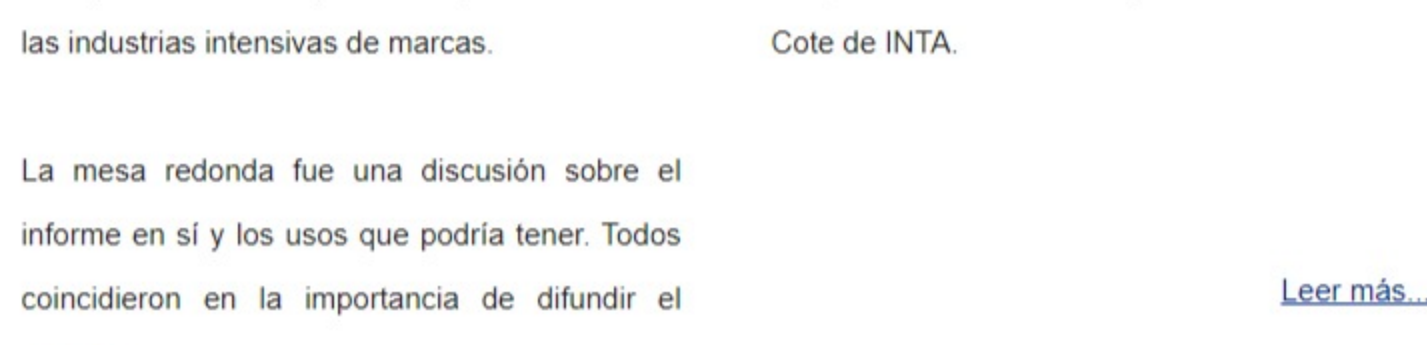 las industrias intensivas de marcas.
La mesa redonda fue una discusión sobre el
informe en sí y los usos que podría tener. Todos
coincidieron en la importancia de difundir el
Cote de INTA.
Leer más...